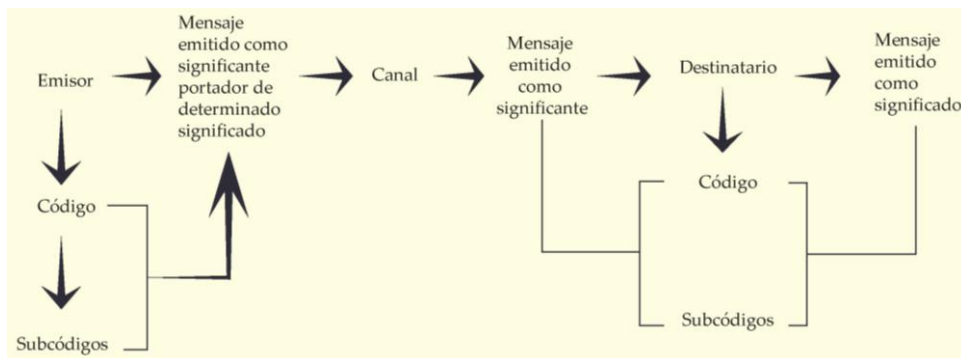 Emisor
Mensaje
emitido como
significante
portador de
determinado
significado
Canal
Mensaje
emitido
como
significante
Destinatario
Mensaje
emitido
como
significado
Código
Subcódigos
Código
Subcódigos